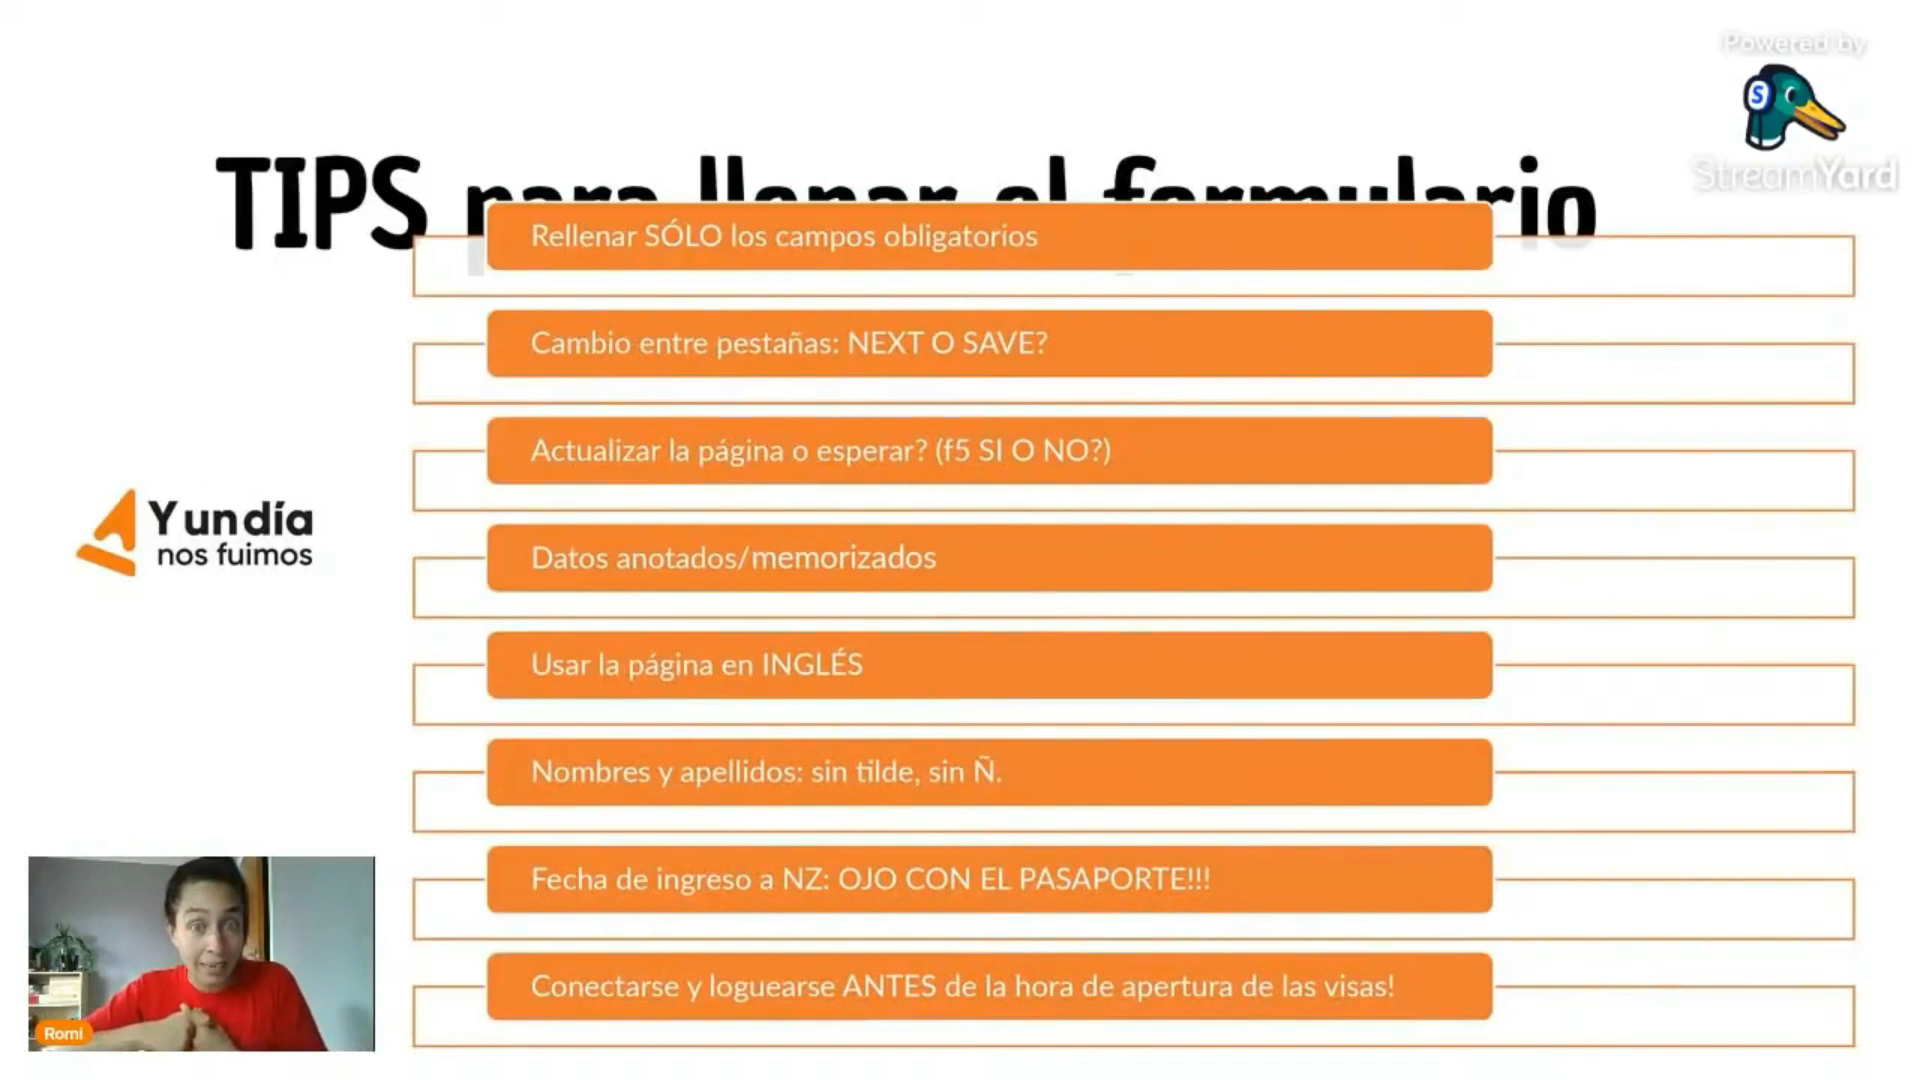 Powered by
StreamYard
TIPS para llenar el formulario
Rellenar SÓLO los campos obligatorios
Cambio entre pestañas: NEXT O SAVE?
Actualizar la página o esperar? (f5 SI O NO?)
Datos anotados/memorizados
Usar la página en INGLÉS
Nombres y apellidos: sin tilde, sin Ñ.
Fecha de ingreso a NZ: OJO CON EL PASAPORTE!!!
Conectarse y loguearse ANTES de la hora de apertura de las visas!
Yundía
nos fuimos
Romi